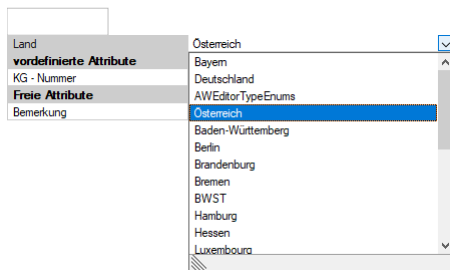 Land Österreich
vordefinierte Attribute
KG - Nummer
Freie Attribute
Bemerkung
Bayern
Deutschland
AWEditorTypeEnums
Österreich
Baden-Württemberg
Berlin
Brandenburg
Bremen
BWST
Hamburg
Hessen
Luxembourg